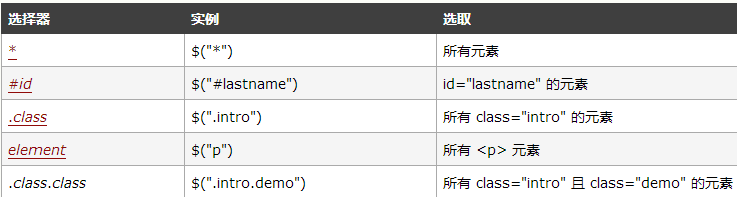 选择器 实例 选取
* $("*") 所有元素
#id $("#lastname") id="lastname" 的元素
.class $(".intro") 所有 class="intro" 的元素
element $("p") 所有 <p> 元素
.class.class $(".intro.demo") 所有 class="intro" 且 class="demo" 的元素